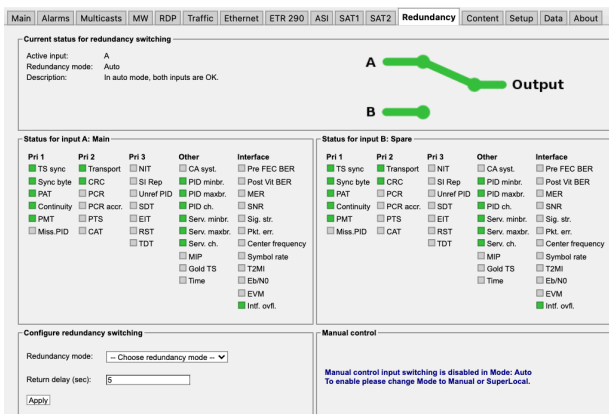 Main Alarms Multicasts MW RDP Traffic Ethernet ETR 290 ASI SAT1 SAT2 Redundancy Content Setup Data About
Current status for redundancy switching
Active input: A
Redundancy mode: Auto
Description: In auto mode, both inputs are OK.
A
Output
B
Status for input A: Main
Pri 1 Pri 2 Pri 3 Other Interface
TS sync Transport NIT CA syst. Pre FEC BER
Sync byte CRC SI Rep PID minbr. Post Vit BER
PAT PCR Unref PID PID maxbr. MER
Continuity PCR accr. SDT PID ch. SNR
PMT PTS EIT Serv. minbr. Sig. str.
Miss.PID CAT RST Serv. maxbr. Pkt. err.
TDT Serv. ch. Center frequency
MIP Symbol rate
Gold TS T2MI
Time Eb/N0
EVM
Intf. ovfl.
Status for input B: Spare
Pri 1 Pri 2 Pri 3 Other Interface
TS sync Transport NIT CA syst. Pre FEC BER
Sync byte CRC SI Rep PID minbr. Post Vit BER
PAT PCR Unref PID PID maxbr. MER
Continuity PCR accr. SDT PID ch. SNR
PMT PTS EIT Serv. minbr. Sig. str.
Miss.PID CAT RST Serv. maxbr. Pkt. err.
TDT Serv. ch. Center frequency
MIP Symbol rate
Gold TS T2MI
Time Eb/N0
EVM
Intf. ovfl.
Configure redundancy switching
Redundancy mode: -- Choose redundancy mode --
Return delay (sec): 5
Apply
Manual control
Manual control input switching is disabled in Mode: Auto
To enable please change Mode to Manual or SuperLocal.